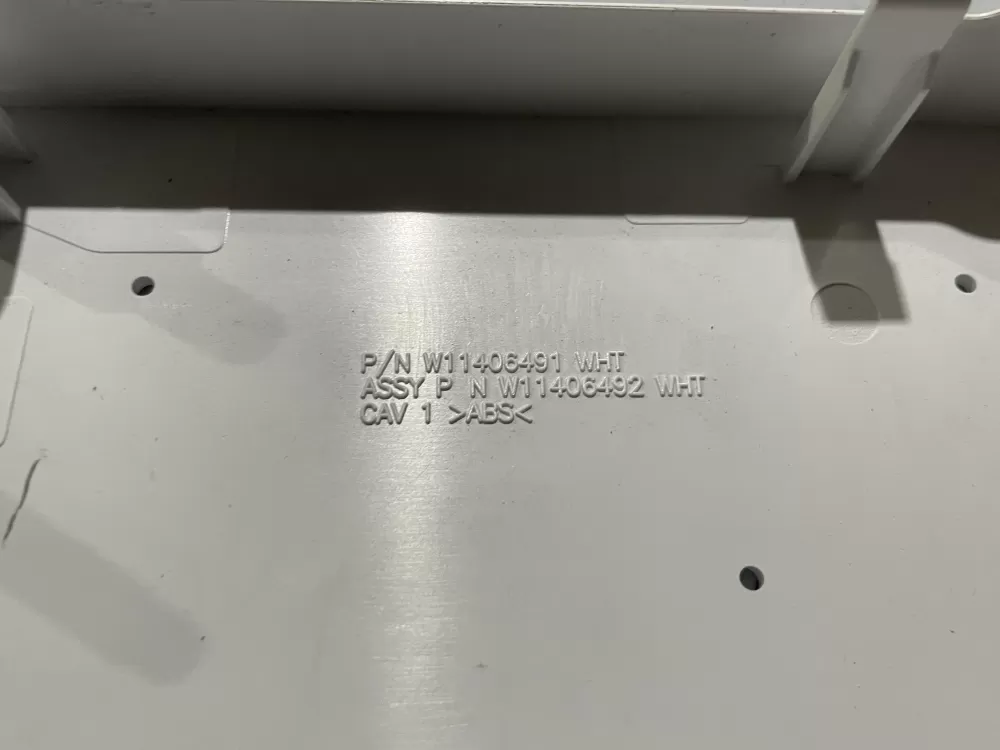 P/N W11406491 WHT
ASSY P N W11406492 WHT
CAV 1 >ABS<